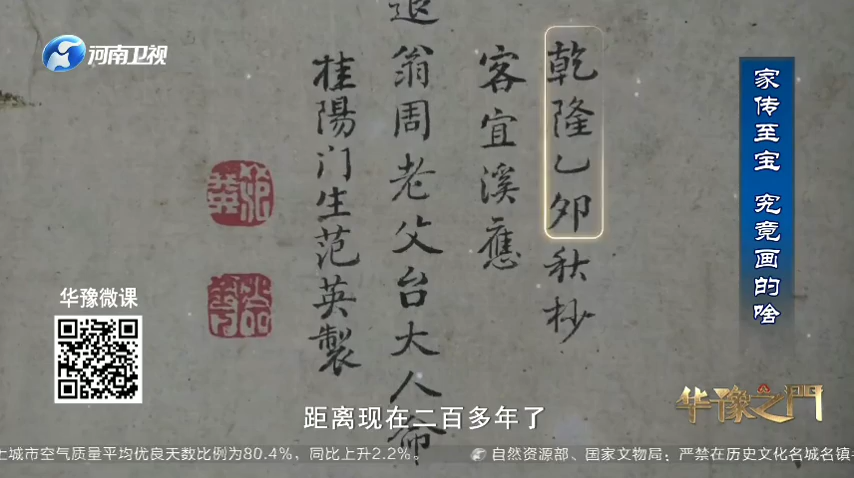 河南卫视
乾隆乙夘秋杪
客宜溪應
退翁周老父台大人命
桂陽门生范英製
家传至宝 究竟画的啥
华豫微课
华豫之門
距离现在二百多年了
上城市空气质量平均优良天数比例为80.4%，同比上升2.2%。
自然资源部、国家文物局：严禁在历史文化名城名镇